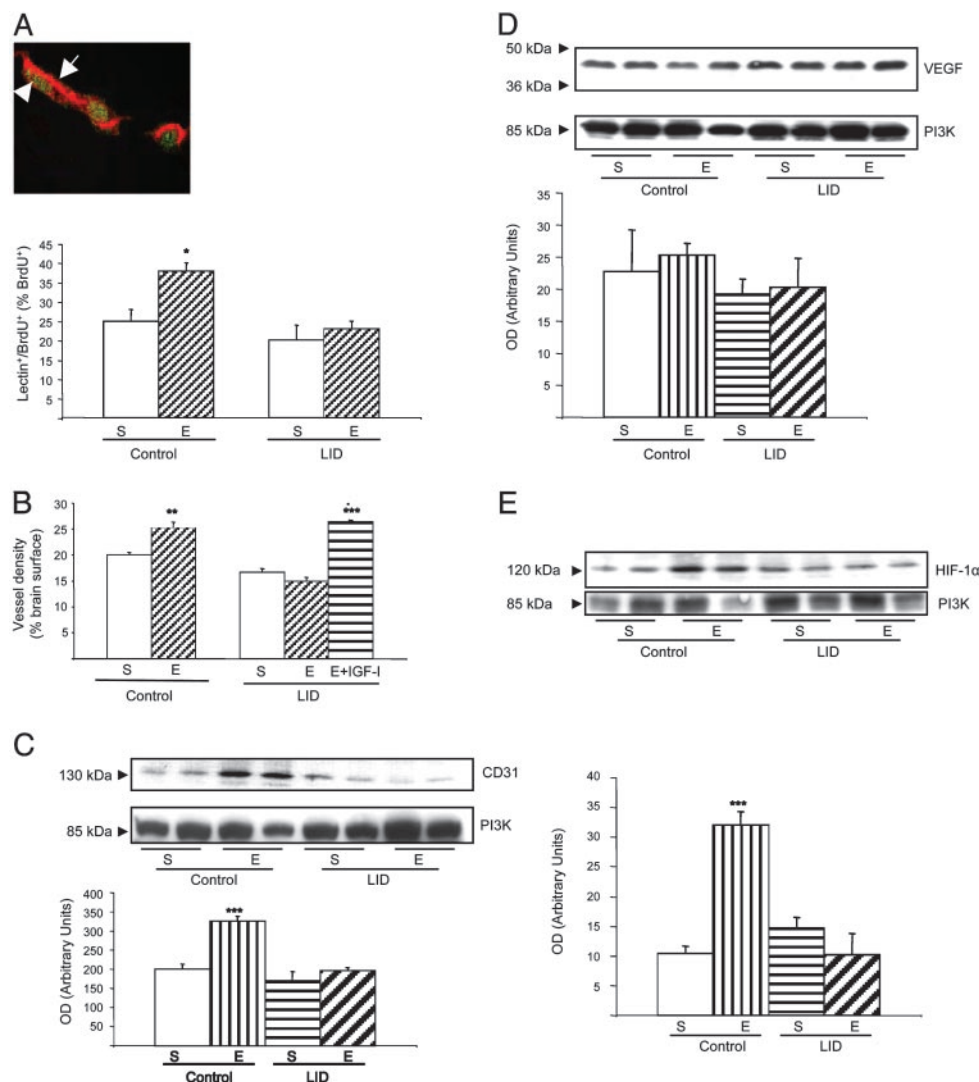 A
Lectin⁺/BrdU⁺ (% BrdU⁺)
45
40
35
30
25
20
15
10
5
*
S E S E
Control LID
B
Vessel density
(% brain surface)
30
25
20
15
10
5
**
***
S E S E E+IGF-I
Control LID
C
130 kDa ► CD31
85 kDa ► PI3K
S E S E
Control LID
OD (Arbitrary Units)
400
350
300
250
200
150
100
50
***
S E S E
Control LID
D
50 kDa ►
VEGF
36 kDa ►
85 kDa ► PI3K
S E S E
Control LID
OD (Arbitrary Units)
35
30
25
20
15
10
5
S E S E
Control LID
E
120 kDa ► HIF-1α
85 kDa ► PI3K
S E S E
Control LID
OD (Arbitrary Units)
40
35
30
25
20
15
10
5
***
S E S E
Control LID